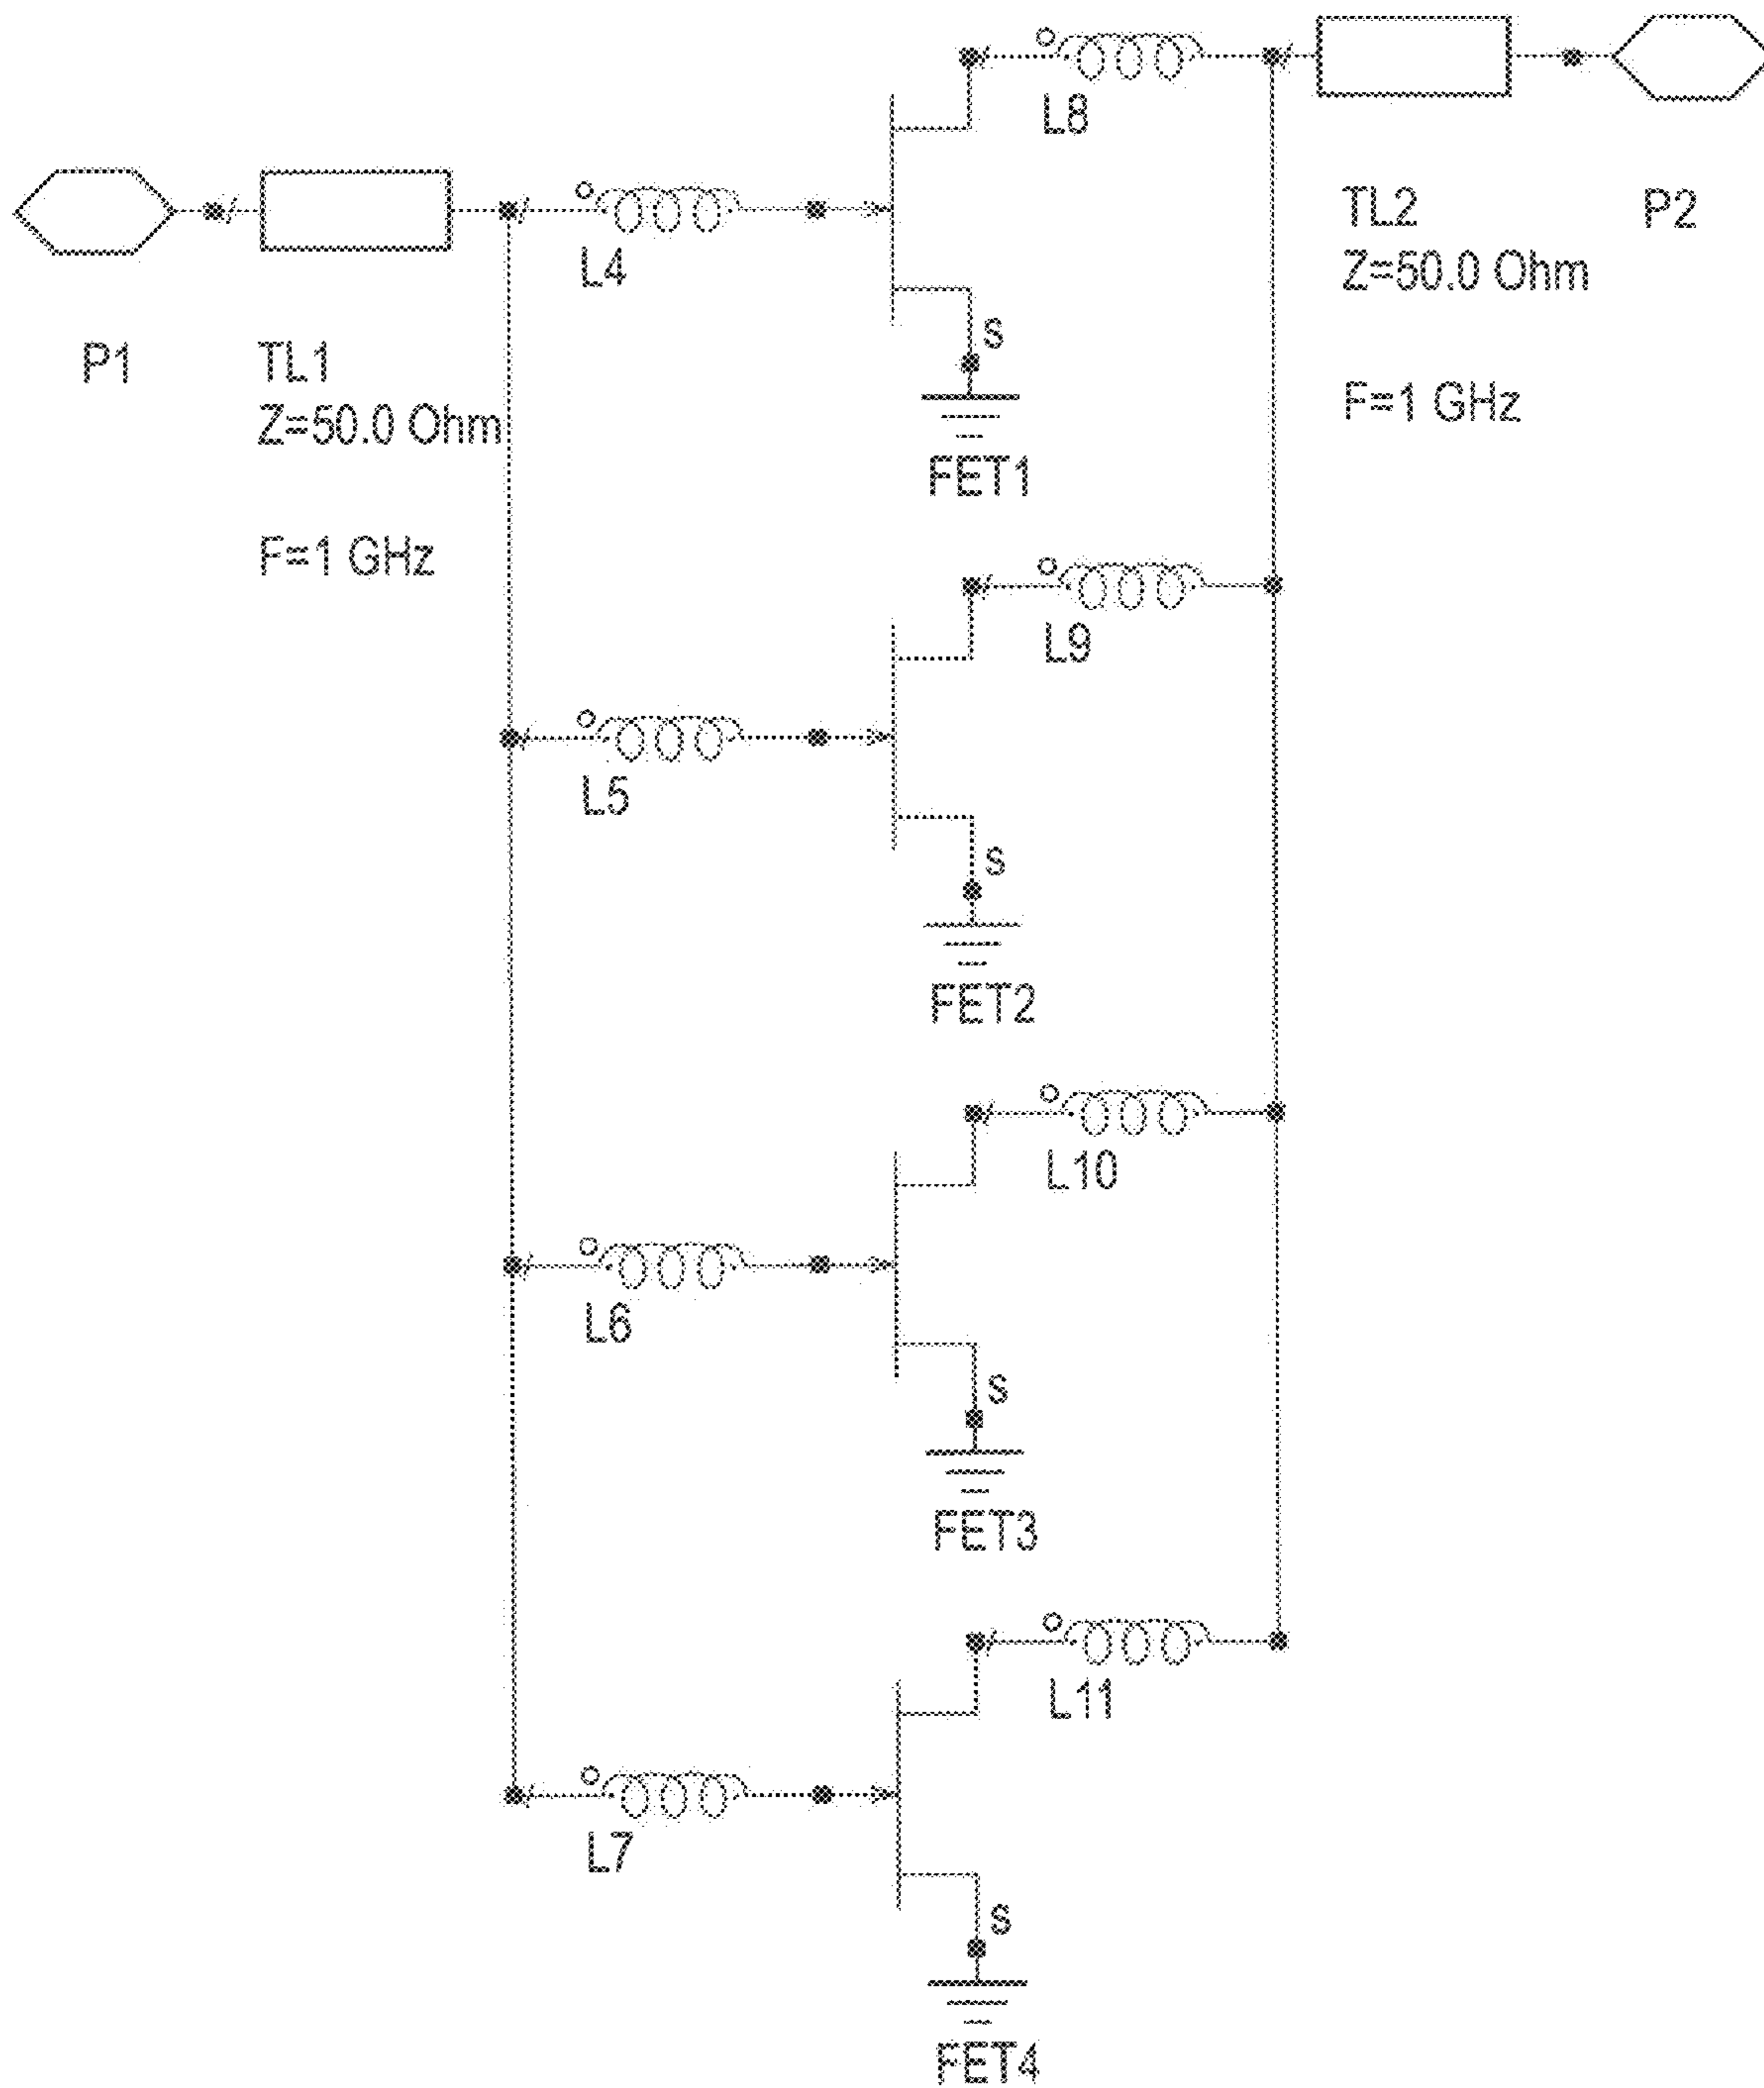 L8
L4
TL2
Z=50.0 Ohm
F=1 GHz
P2
P1
TL1
Z=50.0 Ohm
F=1 GHz
S
FET1
L9
L5
S
FET2
L10
L6
S
FET3
L11
L7
S
FET4